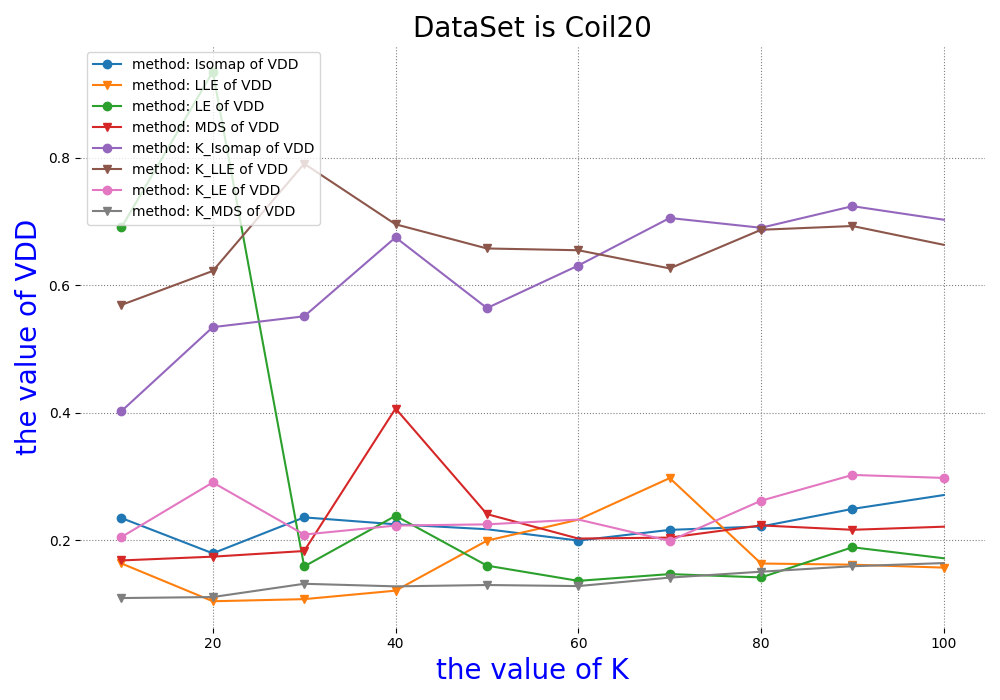 DataSet is Coil20
method: Isomap of VDD
method: LLE of VDD
method: LE of VDD
method: MDS of VDD
method: K_Isomap of VDD
method: K_LLE of VDD
method: K_LE of VDD
method: K_MDS of VDD
the value of VDD
0.8
0.6
0.4
0.2
20 40 60 80 100
the value of K